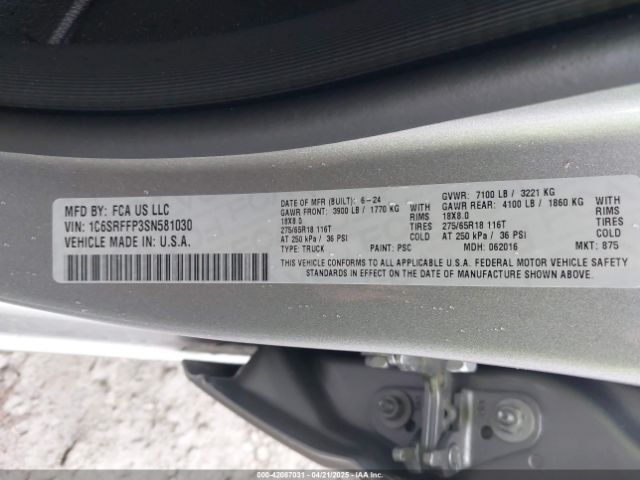 MFD BY: FCA US LLC
VIN: 1C6SRFFP3SN581030
VEHICLE MADE IN U.S.A.
DATE OF MFR (BUILT): 6-24
GAWR FRONT: 3900 LB / 1770 KG WITH
18X8.0 RIMS
275/65R18 116T TIRES
AT 250 kPa / 36 PSI COLD
TYPE: TRUCK PAINT: PSC
GVWR: 7100 LB / 3221 KG
GAWR REAR: 4100 LB / 1860 KG WITH
18X8.0 RIMS
275/65R18 116T TIRES
AT 250 kPa / 36 PSI COLD
MDH: 062016 MKT: 875
THIS VEHICLE CONFORMS TO ALL APPLICABLE U.S.A. FEDERAL MOTOR VEHICLE SAFETY
STANDARDS IN EFFECT ON THE DATE OF MANUFACTURE SHOWN ABOVE.
000-42087031 - 04/21/2025 - IAAI.com